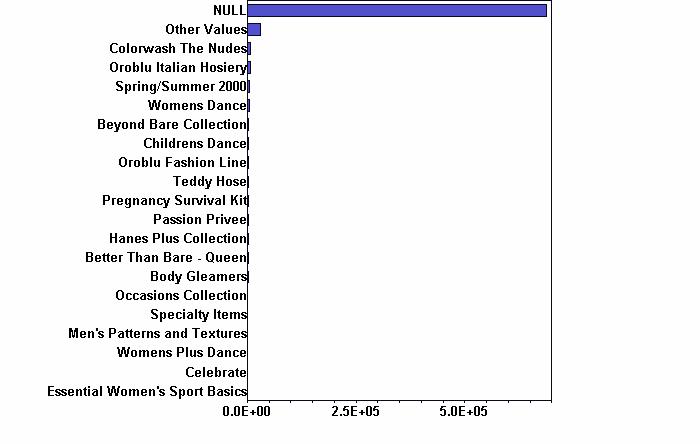 NULL
Other Values
Colorwash The Nudes
Oroblu Italian Hosiery
Spring/Summer 2000
Womens Dance
Beyond Bare Collection
Childrens Dance
Oroblu Fashion Line
Teddy Hose
Pregnancy Survival Kit
Passion Privee
Hanes Plus Collection
Better Than Bare - Queen
Body Gleamers
Occasions Collection
Specialty Items
Men's Patterns and Textures
Womens Plus Dance
Celebrate
Essential Women's Sport Basics
0.0E+00 2.5E+05 5.0E+05